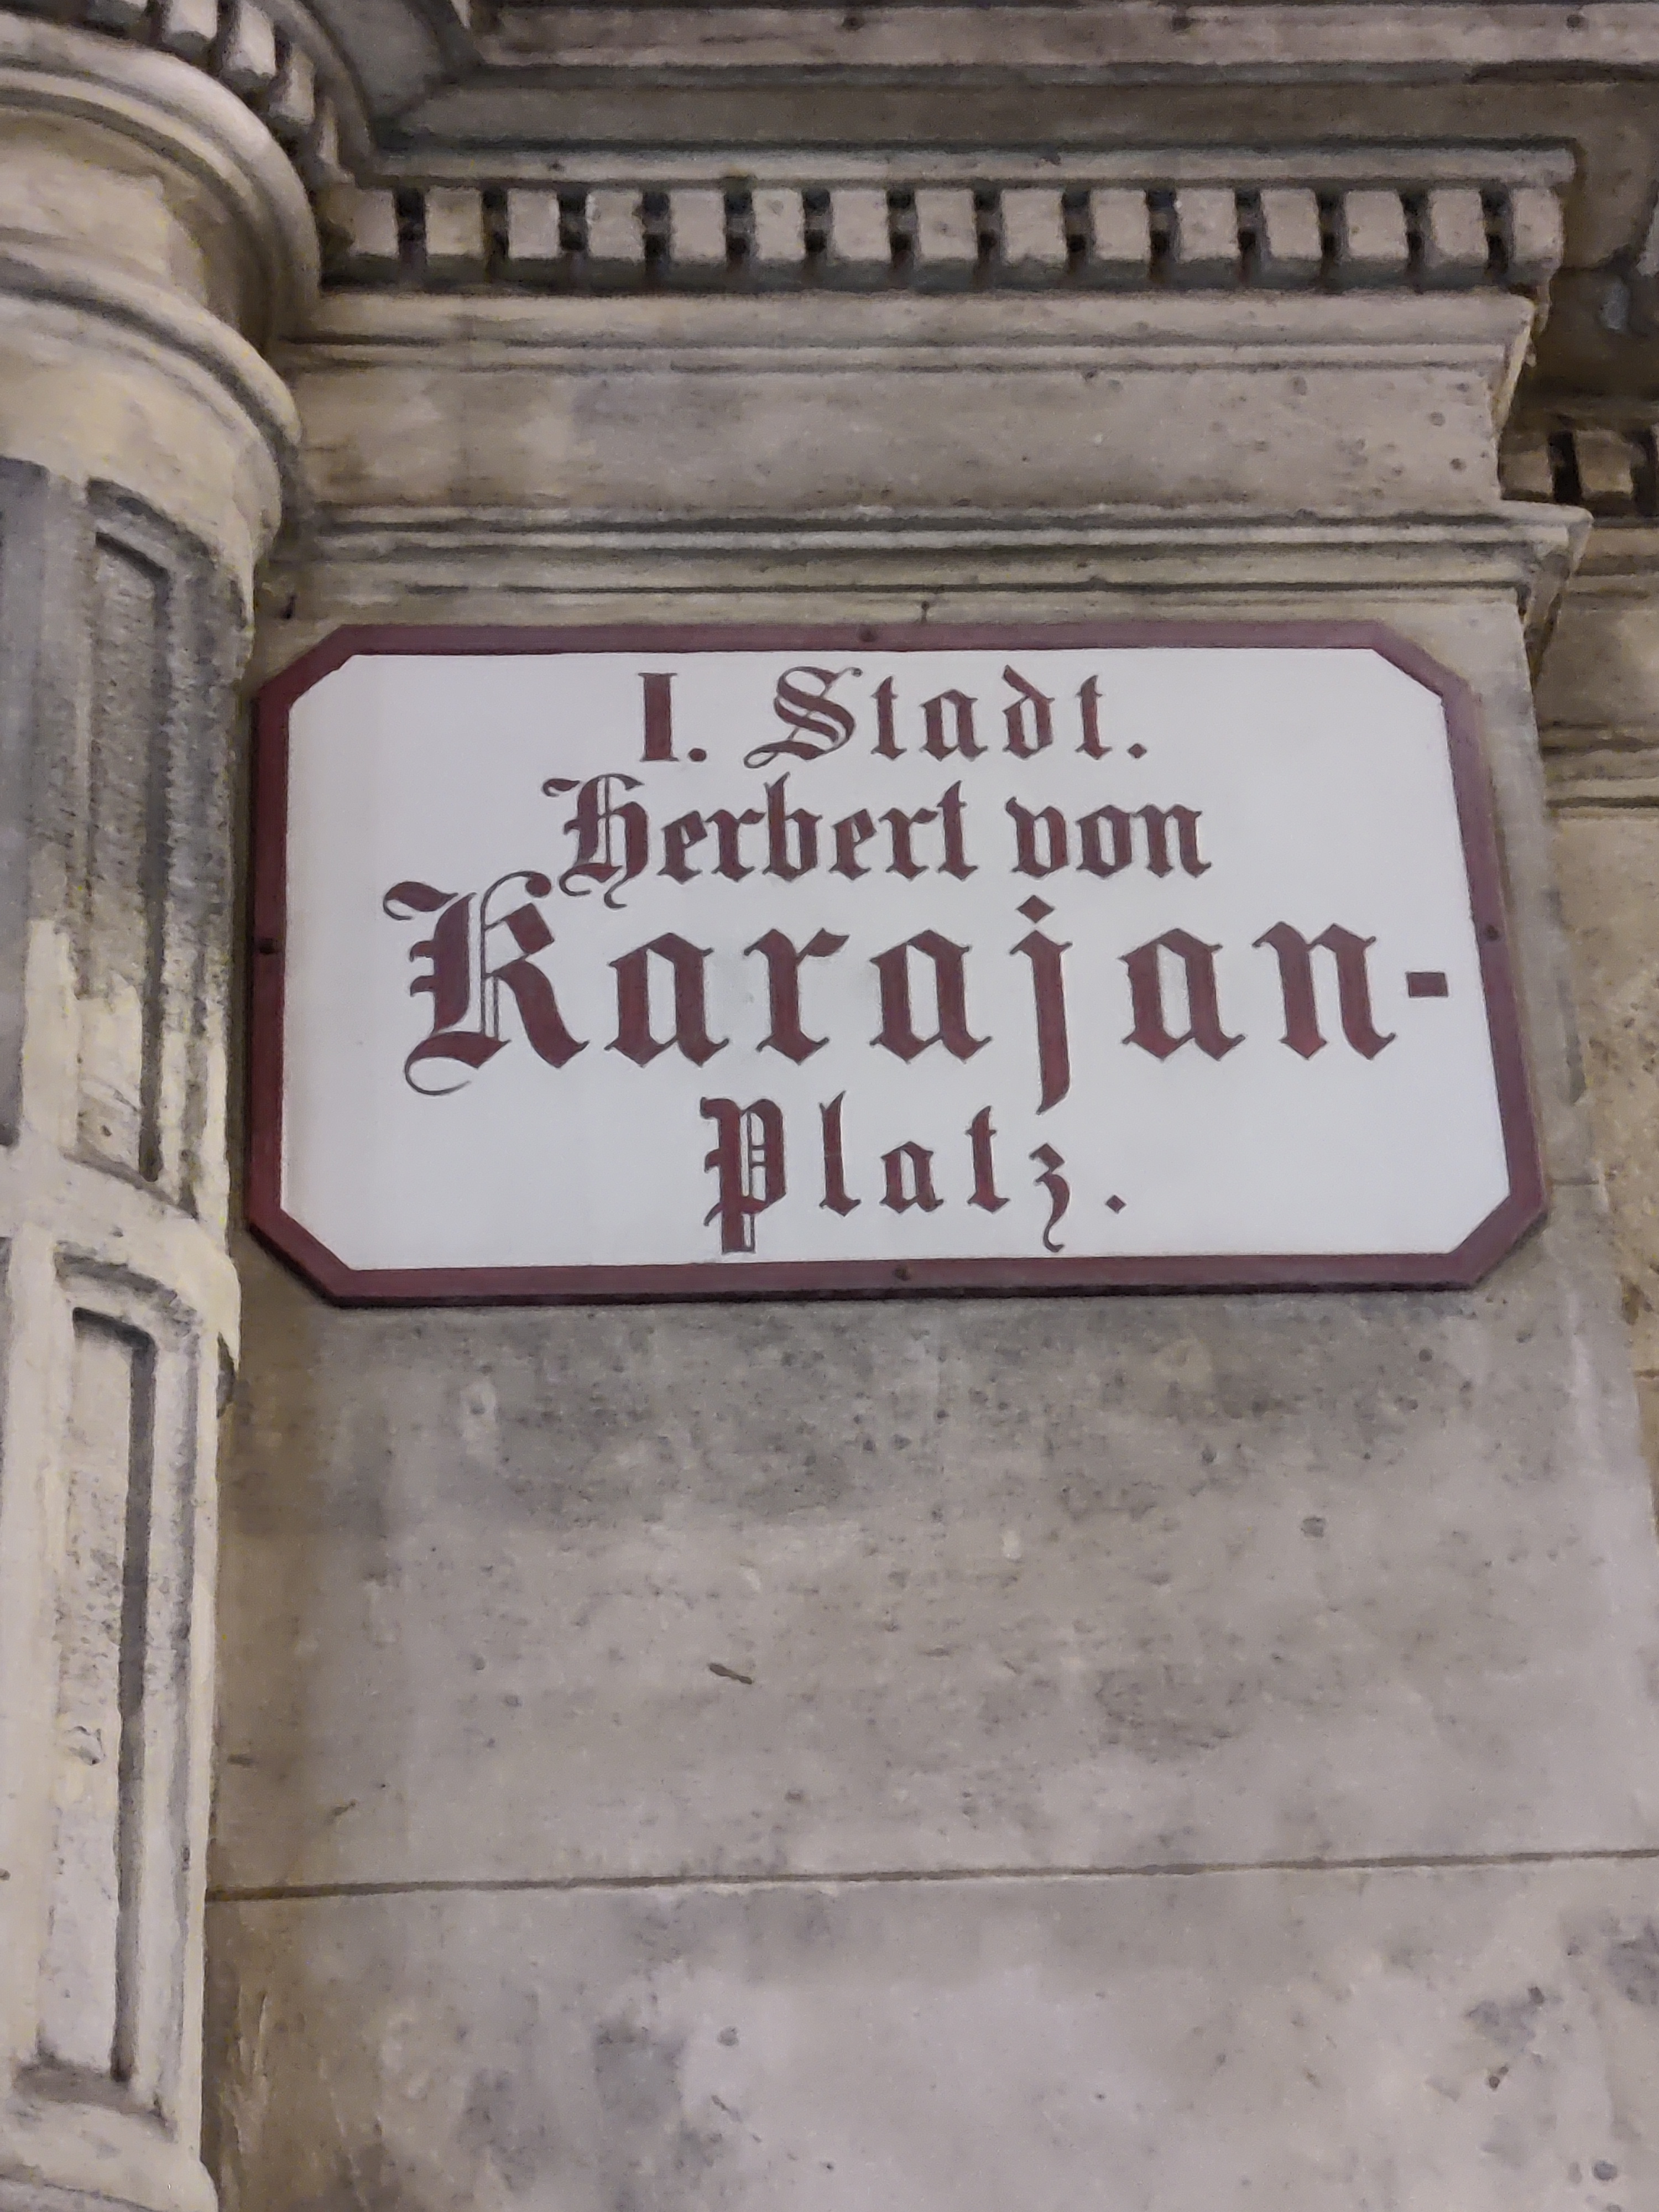 I. Stadt.
Herbert von
Karajan-
Platz.